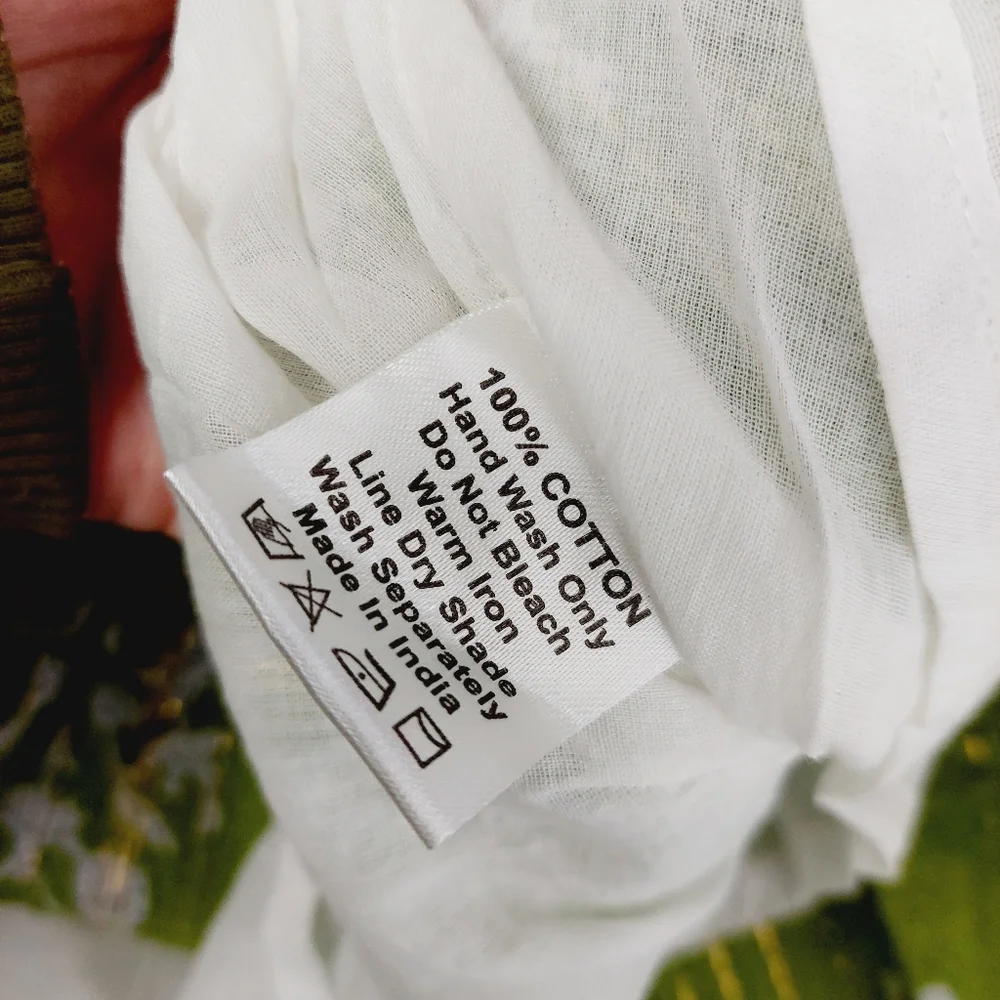 100% COTTON
Hand Wash Only
Do Not Bleach
Warm Iron
Line Dry Shade
Wash Separately
Made In India